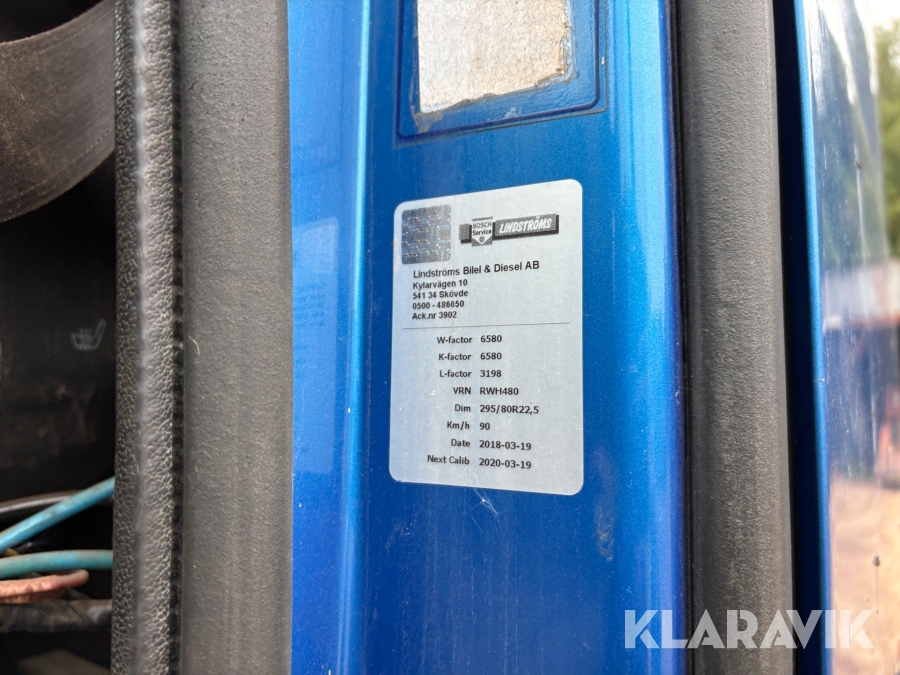 BOSCH
Service
LINDSTRÖMS
Lindströms Bilel & Diesel AB
Kylarvägen 10
541 34 Skövde
0500 - 486050
Ack.nr 3902
W-factor 6580
K-factor 6580
L-factor 3198
VRN RWH480
Dim 295/80R22,5
Km/h 90
Date 2018-03-19
Next Calib 2020-03-19
KLARAVIK